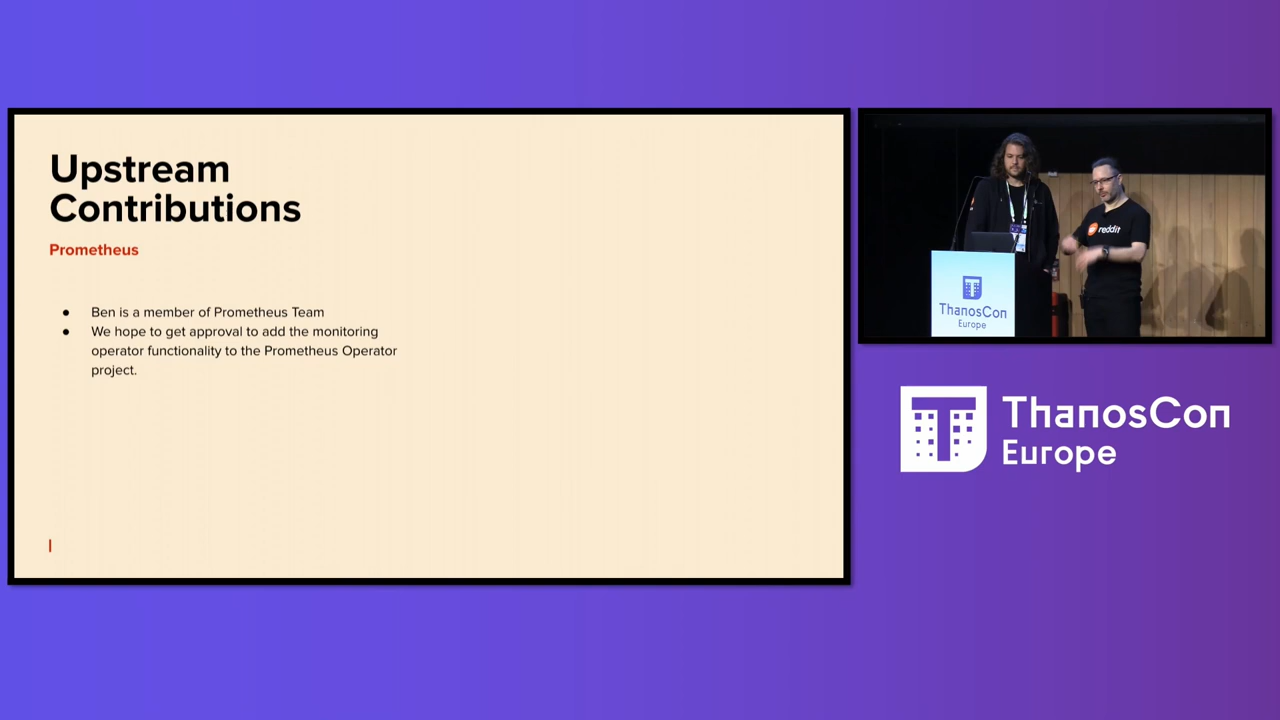 Upstream
Contributions
Prometheus
● Ben is a member of Prometheus Team
● We hope to get approval to add the monitoring
operator functionality to the Prometheus Operator
project.
reddit
ThanosCon
Europe
ThanosCon
Europe